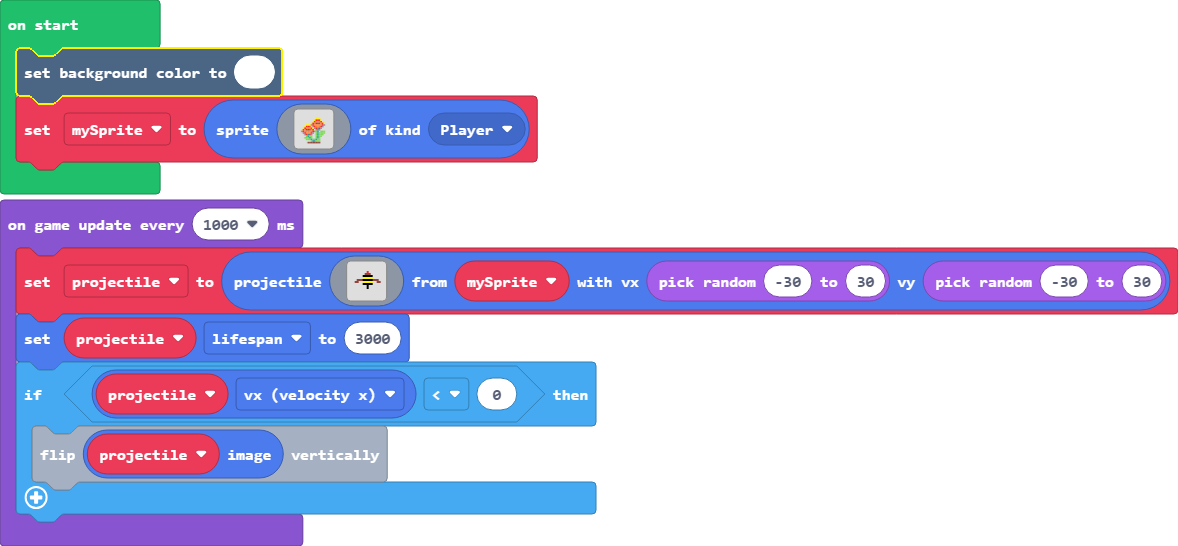 on start
set background color to
set mySprite to sprite of kind Player
on game update every 1000 ms
set projectile to projectile from mySprite with vx pick random -30 to 30 vy pick random -30 to 30
set projectile lifespan to 3000
if projectile vx (velocity x) < 0 then
flip projectile image vertically